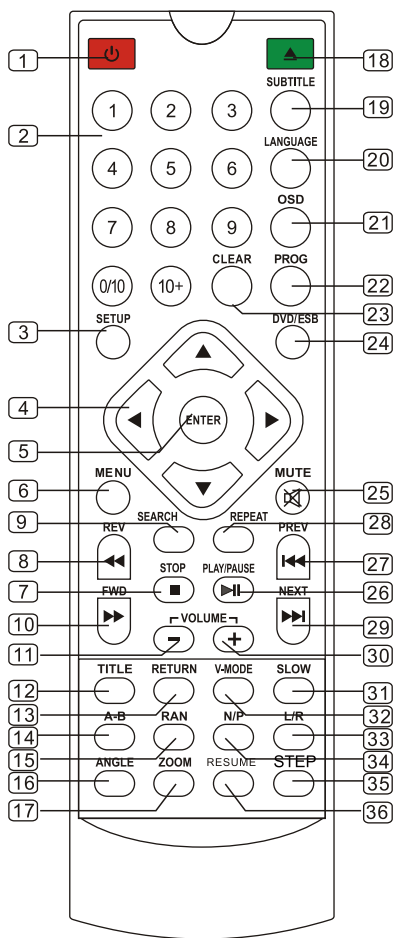 1 18
SUBTITLE
2 1 2 3 19
LANGUAGE
4 5 6 20
OSD
7 8 9 21
CLEAR PROG
0/10 10+ 22
23
SETUP DVD/ESB
3 24
4 ENTER
5
MENU MUTE
6 25
9 SEARCH REPEAT 28
REV PREV
8 27
STOP PLAY/PAUSE
7 26
FWD NEXT
10 29
VOLUME
11 - + 30
TITLE RETURN V-MODE SLOW
12 31
13 32
A-B RAN N/P L/R
14 33
15 34
ANGLE ZOOM RESUME STEP
16 35
17 36